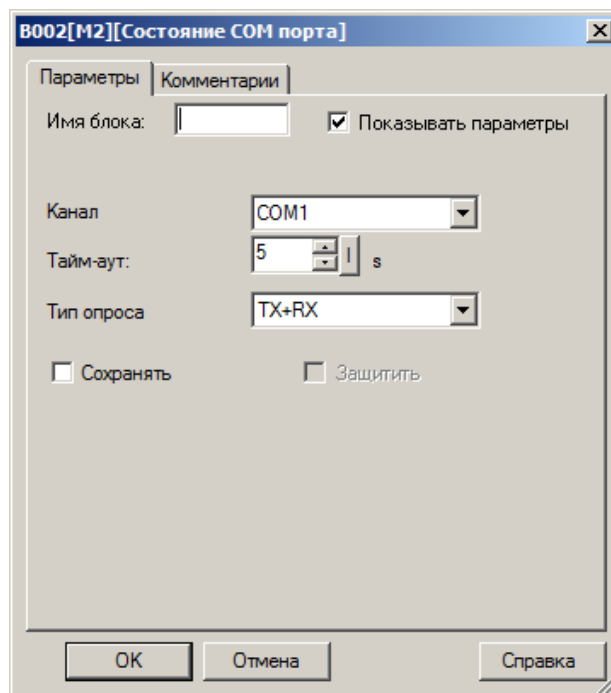 B002[M2][Состояние COM порта]
Параметры Комментарии
Имя блока: Показывать параметры
Канал COM1
Тайм-аут: 5 s
Тип опроса TX+RX
Сохранять Защитить
OK Отмена Справка